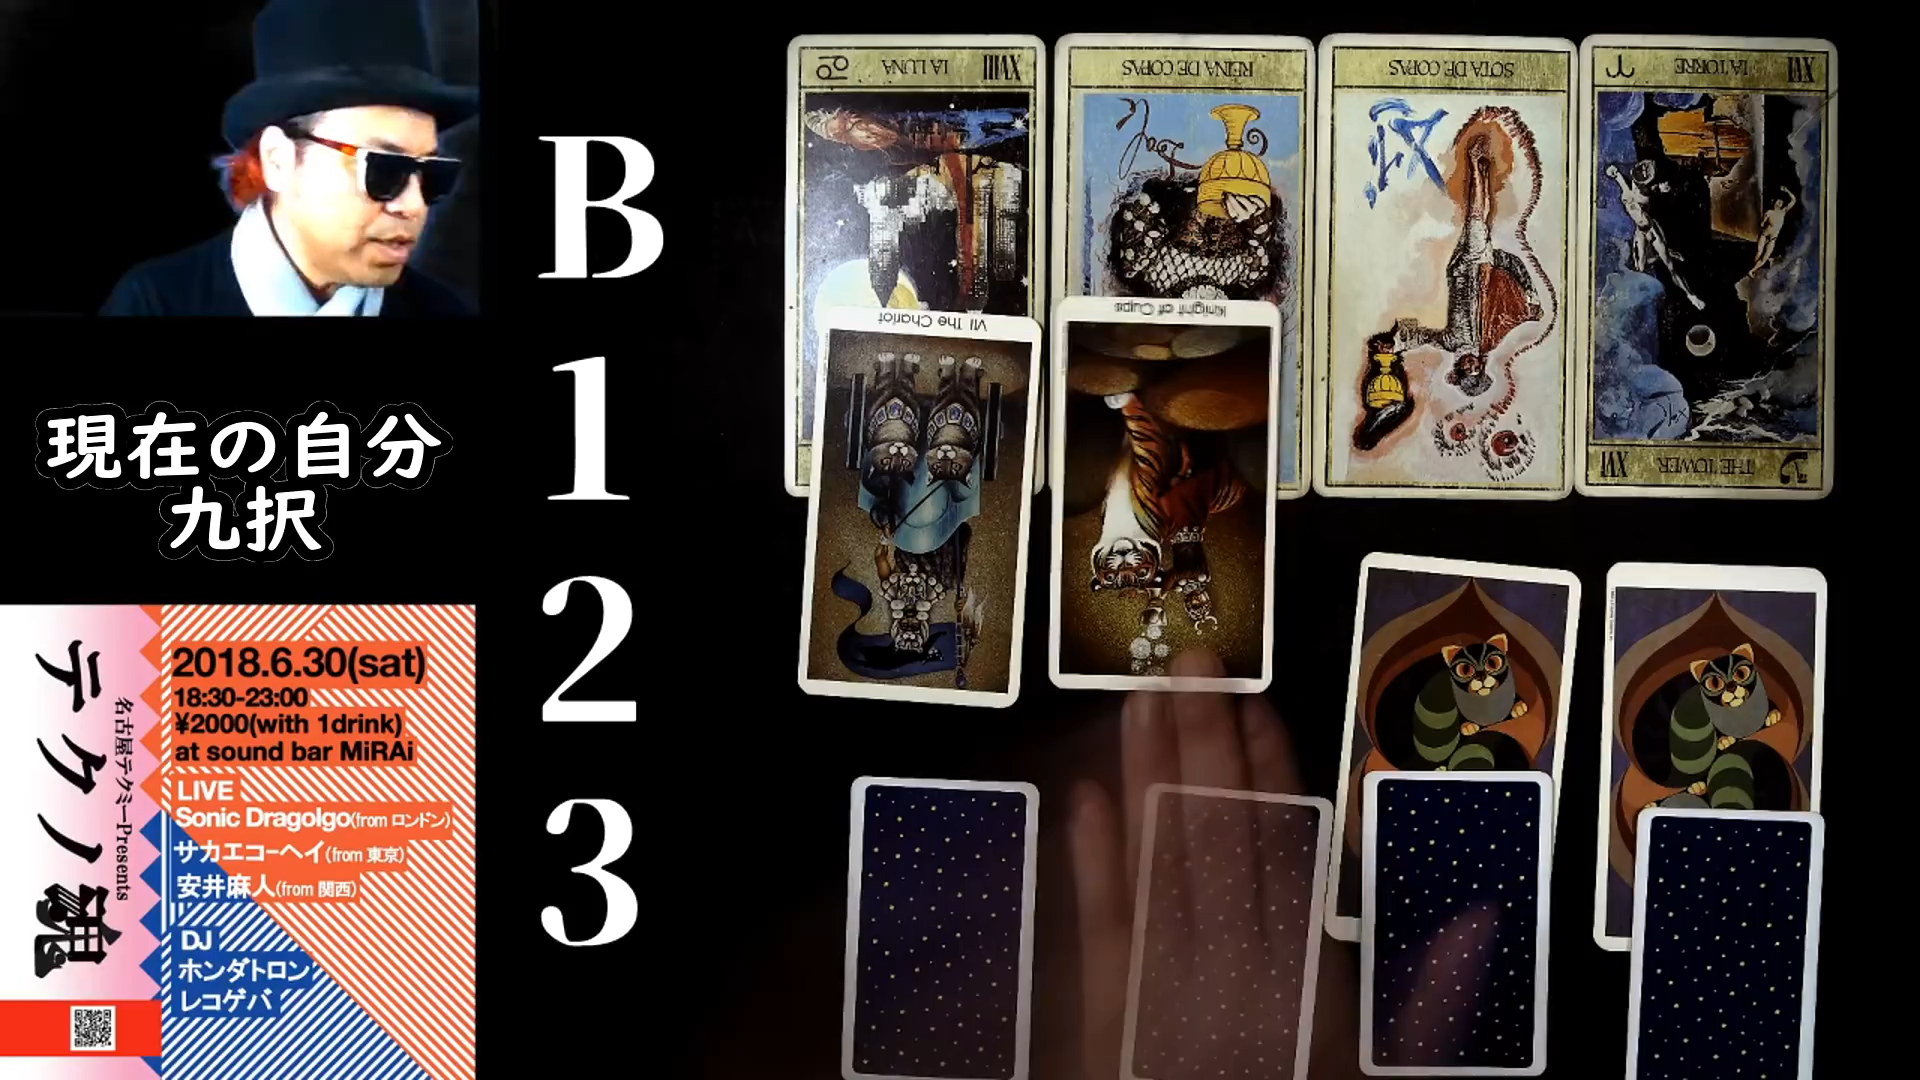 B
1
2
3
現在の自分
九択
テクノ魂
名古屋テクミーPresents
2018.6.30(sat)
18:30-23:00
¥2000(with 1drink)
at sound bar MiRAi
LIVE
Sonic Dragolgo(from ロンドン)
サカエコーヘイ(from 東京)
安井麻人(from 関西)
DJ
ホンダトロン
レコゲバ
XVIII LA LUNA
REINA DE COPAS
SOTA DE COPAS
XVI LA TORRE
XVI THE TOWER
VII The Chariot
Knight of Cups